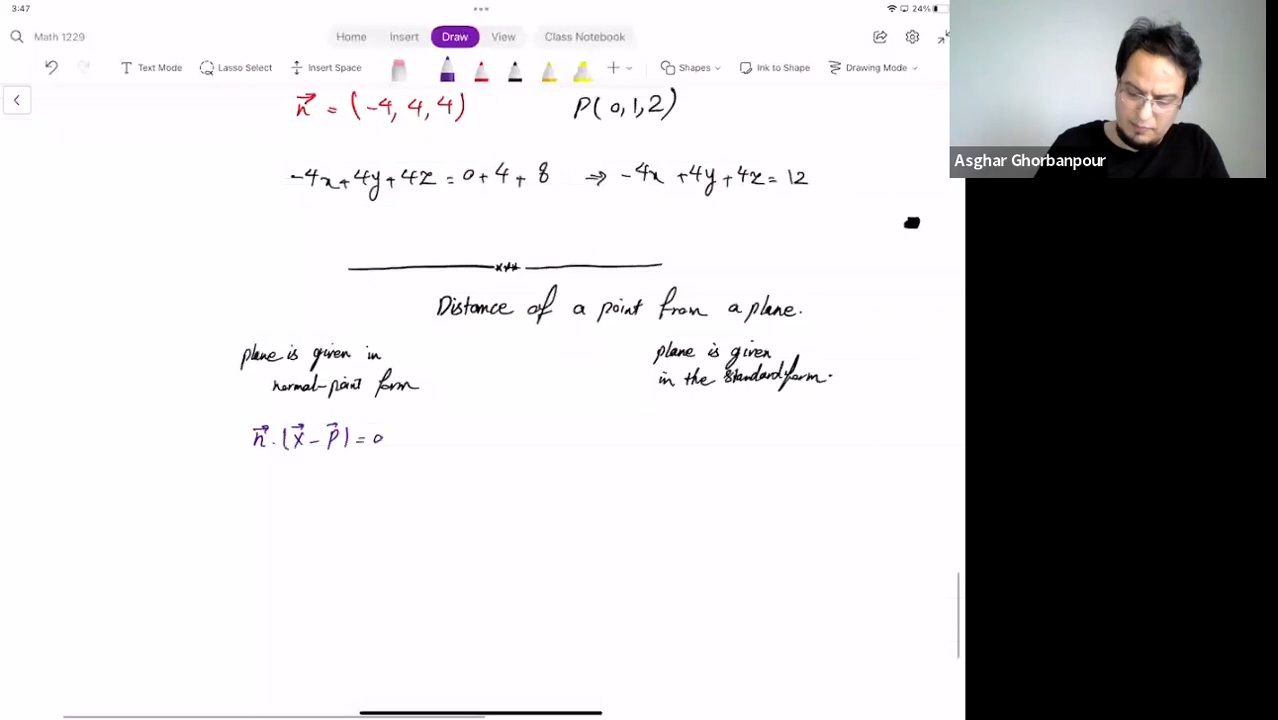 3:47
24%
Math 1229
Home Insert Draw View Class Notebook
Text Mode Lasso Select Insert Space Shapes Ink to Shape Drawing Mode
n⃗ = (-4, 4, 4) P(0,1,2)
-4x+4y+4z=0+4+8 ⇒ -4x+4y+4z=12
Distance of a point from a plane.
plane is given in
normal-point form
plane is given
in the standard form.
n⃗·(x⃗-p⃗)=0
Asghar Ghorbanpour